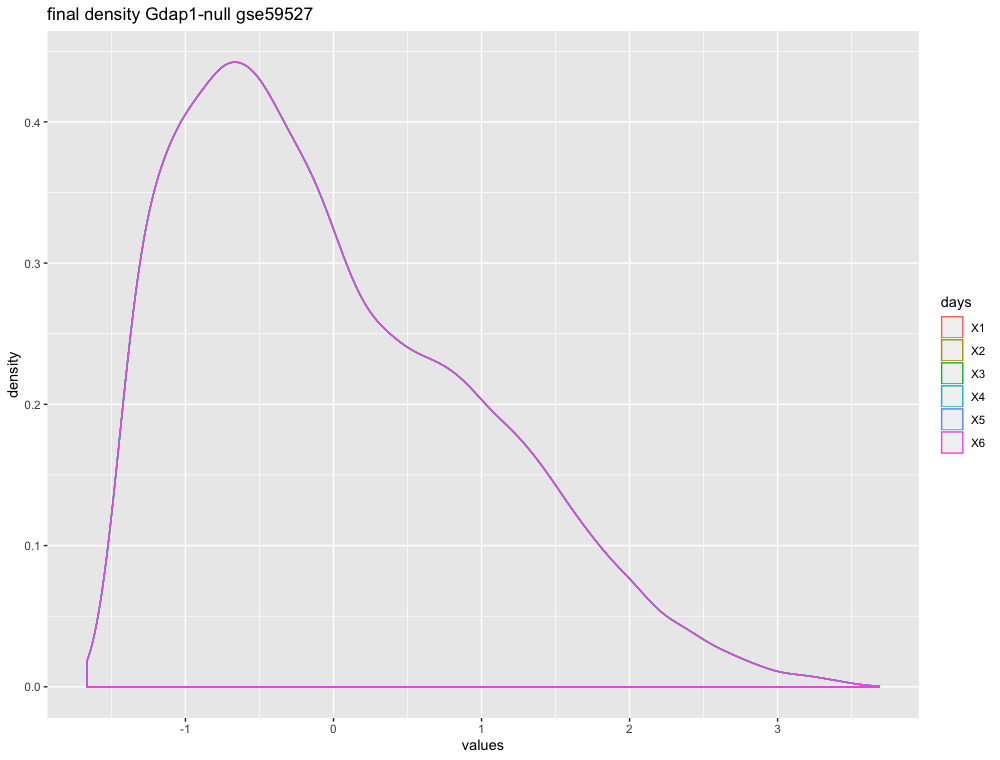 final density Gdap1-null gse59527
density
0.4
0.3
0.2
0.1
0.0
-1
0
1
2
3
values
days
X1
X2
X3
X4
X5
X6